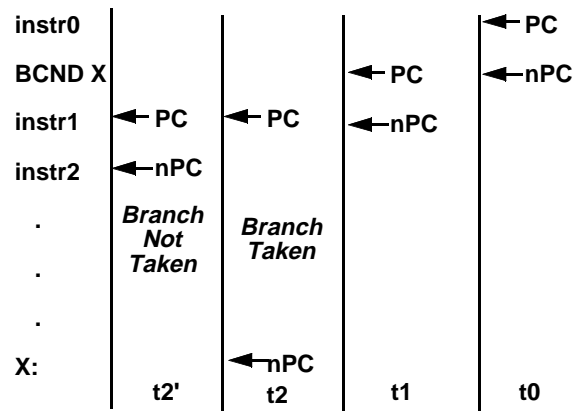 instr0 PC
BCND X PC nPC
instr1 PC PC nPC
instr2 nPC
. Branch Not Taken Branch Taken
.
.
X: nPC
t2' t2 t1 t0